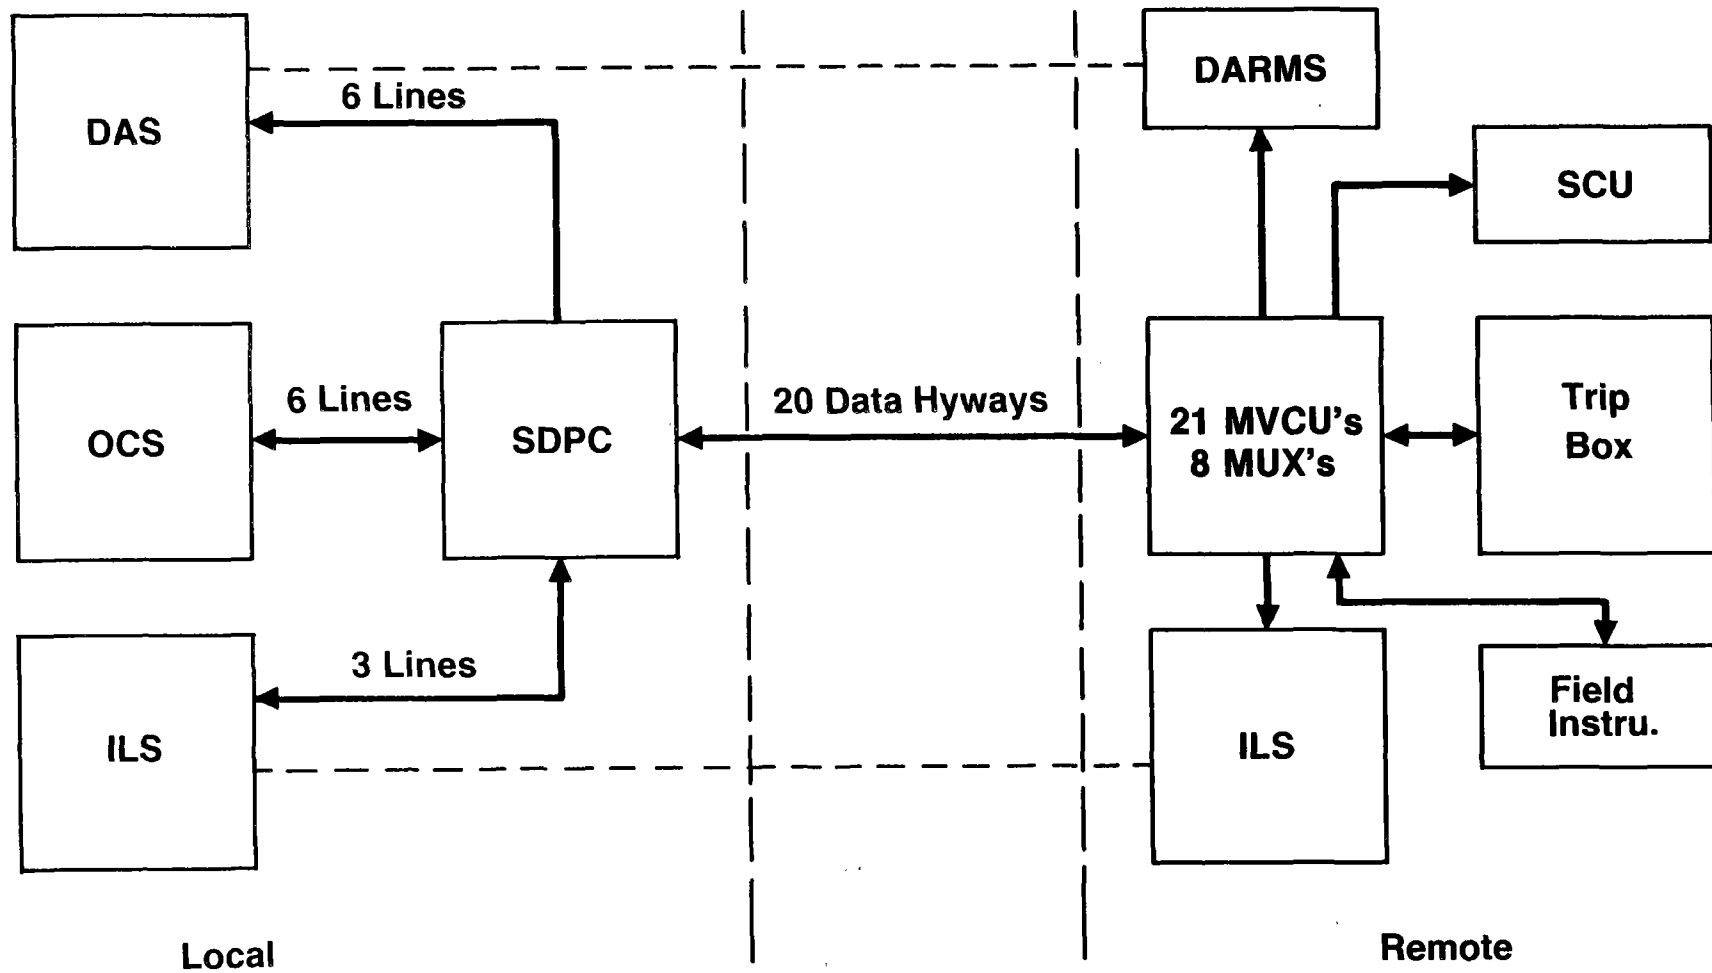 DARMS
6 Lines
DAS
SCU
6 Lines
20 Data Hyways
Trip
Box
OCS
SDPC
21 MVCU's
8 MUX's
3 Lines
Field
Instru.
ILS
ILS
Local
Remote